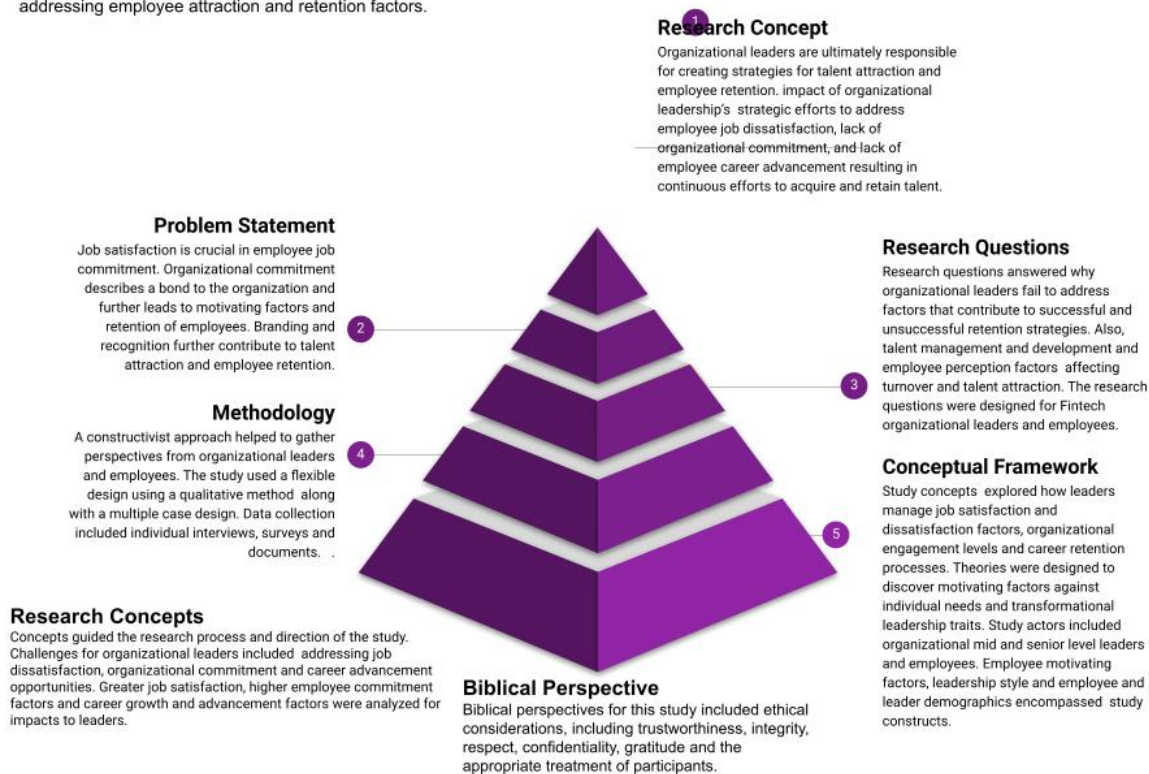 addressing employee attraction and retention factors.
1
Research Concept
Organizational leaders are ultimately responsible
for creating strategies for talent attraction and
employee retention. impact of organizational
leadership's  strategic efforts to address
employee job dissatisfaction, lack of
organizational commitment, and lack of
employee career advancement resulting in
continuous efforts to acquire and retain talent.
Problem Statement
Job satisfaction is crucial in employee job
commitment. Organizational commitment
describes a bond to the organization and
further leads to motivating factors and
retention of employees. Branding and
recognition further contribute to talent
attraction and employee retention.
2
Research Questions
Research questions answered why
organizational leaders fail to address
factors that contribute to successful and
unsuccessful retention strategies. Also,
talent management and development and
employee perception factors  affecting
turnover and talent attraction. The research
questions were designed for Fintech
organizational leaders and employees.
3
Methodology
A constructivist approach helped to gather
perspectives from organizational leaders
and employees. The study used a flexible
design using a qualitative method  along
with a multiple case design. Data collection
included individual interviews, surveys and
documents.  .
4
Conceptual Framework
Study concepts  explored how leaders
manage job satisfaction and
dissatisfaction factors, organizational
engagement levels and career retention
processes. Theories were designed to
discover motivating factors against
individual needs and transformational
leadership traits. Study actors included
organizational mid and senior level leaders
and employees. Employee motivating
factors, leadership style and employee and
leader demographics encompassed  study
constructs.
5
Research Concepts
Concepts guided the research process and direction of the study.
Challenges for organizational leaders included  addressing job
dissatisfaction, organizational commitment and career advancement
opportunities. Greater job satisfaction, higher employee commitment
factors and career growth and advancement factors were analyzed for
impacts to leaders.
Biblical Perspective
Biblical perspectives for this study included ethical
considerations, including trustworthiness, integrity,
respect, confidentiality, gratitude and the
appropriate treatment of participants.